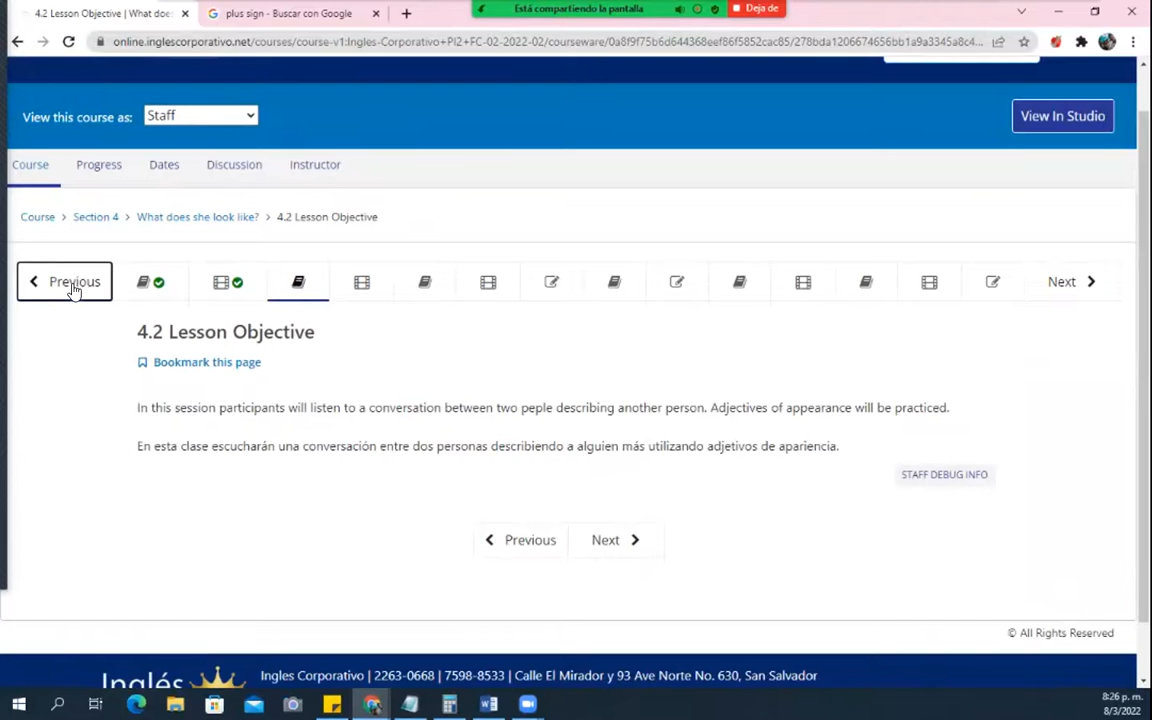 4.2 Lesson Objective | What doe
plus sign - Buscar con Google
Está compartiendo la pantalla
Deja de
online.inglescorporativo.net/courses/course-v1:Ingles-Corporativo+PI2+FC-02-2022-02/courseware/0a8f9f75b6d644368eef86f5852cac85/278bda1206674656bb1a9a3345a8c4...
View this course as:
Staff
View In Studio
Course
Progress
Dates
Discussion
Instructor
Course > Section 4 > What does she look like? > 4.2 Lesson Objective
Previous
Next
4.2 Lesson Objective
Bookmark this page
In this session participants will listen to a conversation between two peple describing another person. Adjectives of appearance will be practiced.
En esta clase escucharán una conversación entre dos personas describiendo a alguien más utilizando adjetivos de apariencia.
STAFF DEBUG INFO
Previous
Next
© All Rights Reserved
Inglés
Ingles Corporativo | 2263-0668 | 7598-8533 | Calle El Mirador y 93 Ave Norte No. 630, San Salvador
8:26 p. m.
8/3/2022